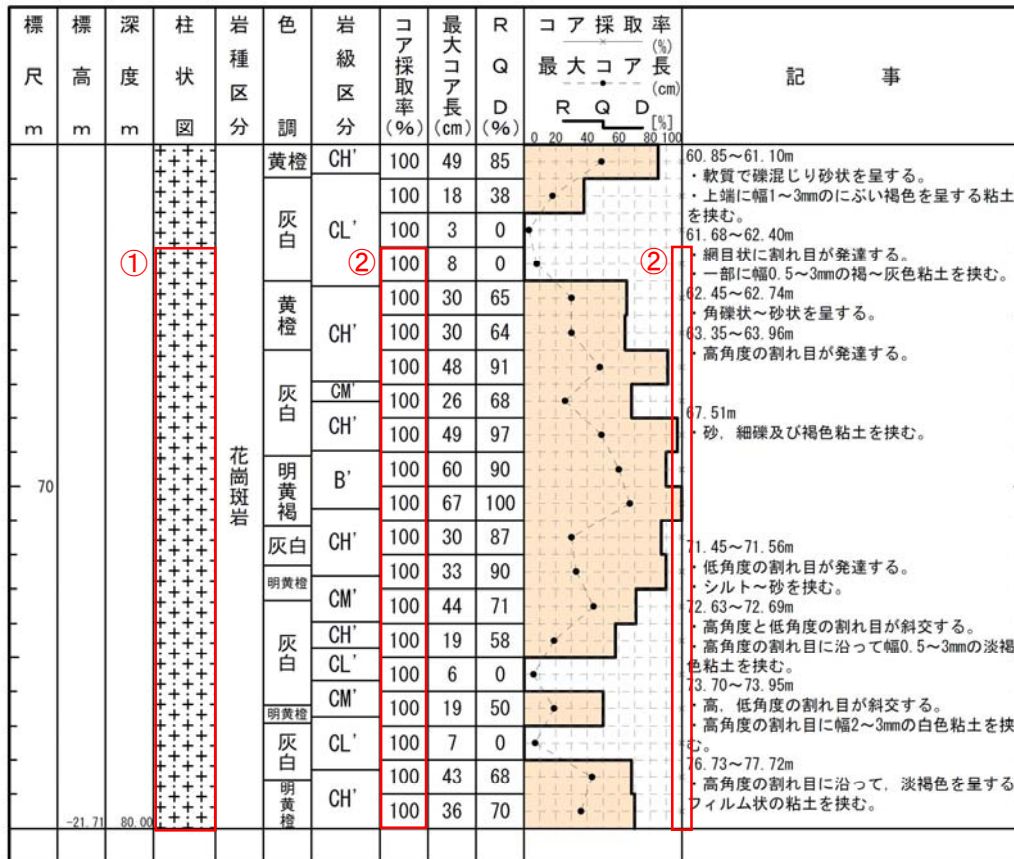 標尺m
標高m
深度m
柱状図
岩種区分
色調
岩級区分
コア採取率(%)
最大コア長(cm)
RQD(%)
コア採取率(%)
最大コア長(cm)
RQD[%]
0 20 40 60 80 100
記事
①
②
②
70
-21.71 80.00
花崗斑岩
黄橙
灰白
黄橙
灰白
明黄褐
灰白
明黄橙
灰白
明黄橙
灰白
明黄橙
CH'
CL'
CH'
CM'
CH'
B'
CH'
CM'
CH'
CL'
CM'
CL'
CH'
100 49 85
100 18 38
100 3 0
100 8 0
100 30 65
100 30 64
100 48 91
100 26 68
100 49 97
100 60 90
100 67 100
100 30 87
100 33 90
100 44 71
100 19 58
100 6 0
100 19 50
100 7 0
100 43 68
100 36 70
60.85～61.10m
・軟質で礫混じり砂状を呈する。
・上端に幅1～3mmのにぶい褐色を呈する粘土
を挟む。
61.68～62.40m
・網目状に割れ目が発達する。
・一部に幅0.5～3mmの褐～灰色粘土を挟む。
62.45～62.74m
・角礫状～砂状を呈する。
63.35～63.96m
・高角度の割れ目が発達する。
67.51m
・砂，細礫及び褐色粘土を挟む。
71.45～71.56m
・低角度の割れ目が発達する。
・シルト～砂を挟む。
72.63～72.69m
・高角度と低角度の割れ目が斜交する。
・高角度の割れ目に沿って幅0.5～3mmの淡褐
色粘土を挟む。
73.70～73.95m
・高，低角度の割れ目が斜交する。
・高角度の割れ目に幅2～3mmの白色粘土を挟
む。
76.73～77.72m
・高角度の割れ目に沿って，淡褐色を呈する
フィルム状の粘土を挟む。